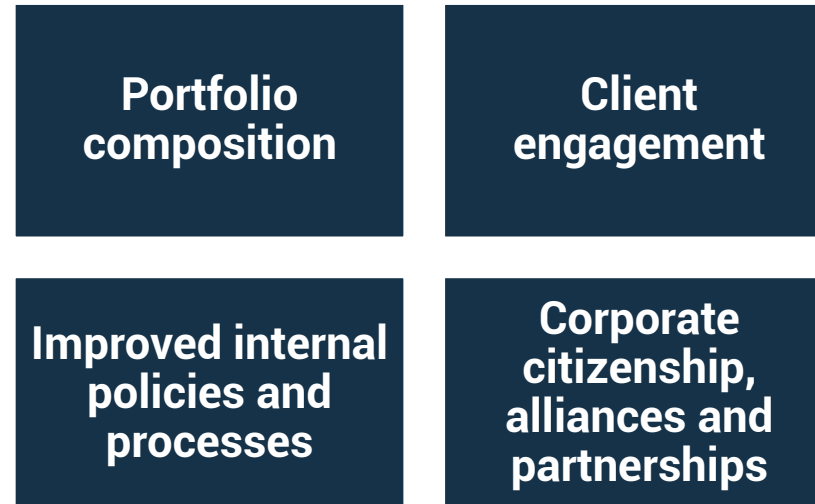 Portfolio
composition
Client
engagement
Improved internal
policies and
processes
Corporate
citizenship,
alliances and
partnerships